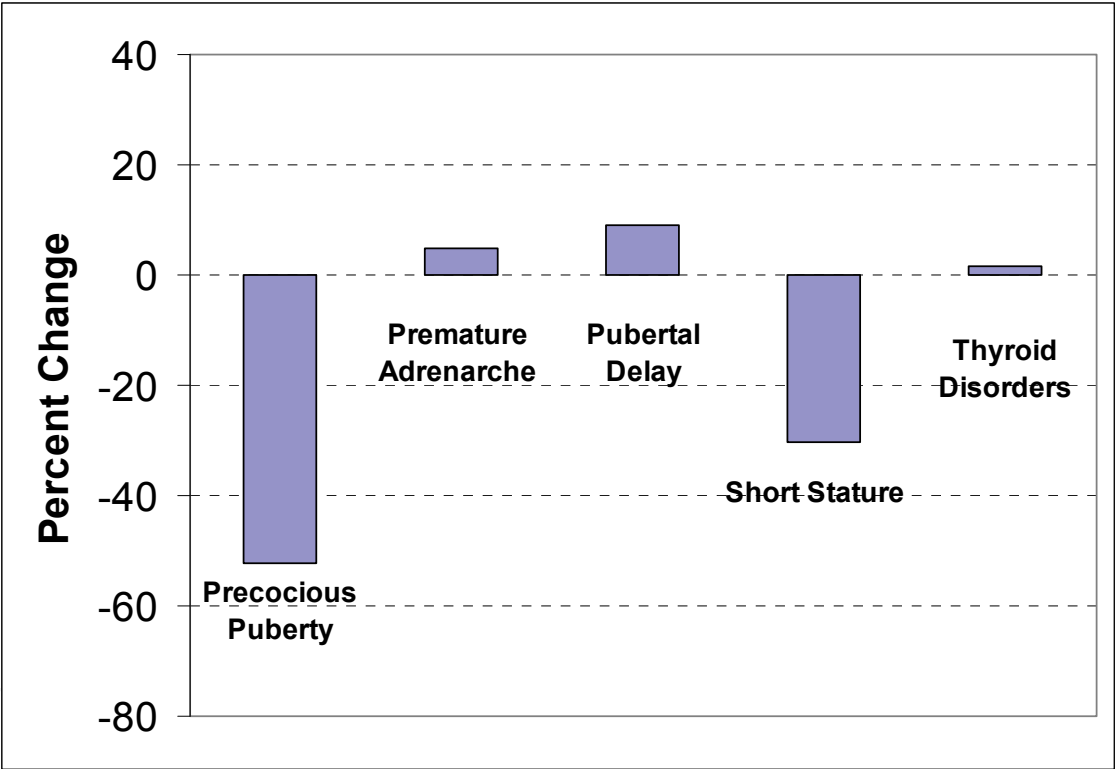 Percent Change
40
20
0
-20
-40
-60
-80
Precocious
Puberty
Premature
Adrenarche
Pubertal
Delay
Short Stature
Thyroid
Disorders